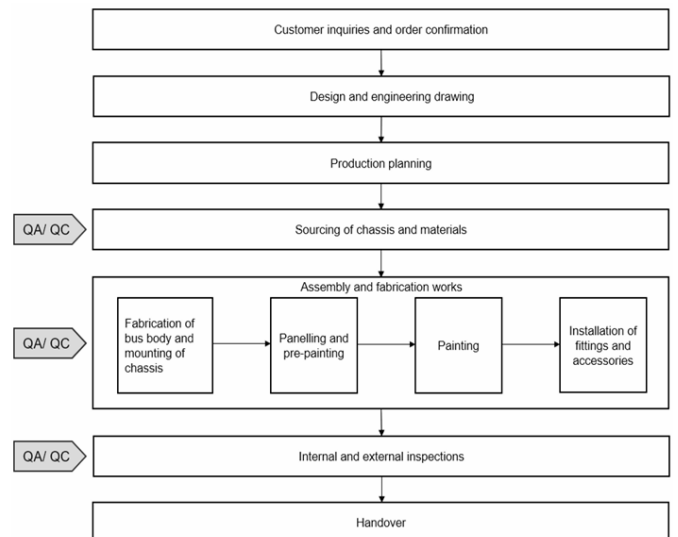 Customer inquiries and order confirmation
Design and engineering drawing
Production planning
QA/ QC
Sourcing of chassis and materials
Assembly and fabrication works
QA/ QC
Fabrication of
bus body and
mounting of
chassis
Panelling and
pre-painting
Painting
Installation of
fittings and
accessories
QA/ QC
Internal and external inspections
Handover